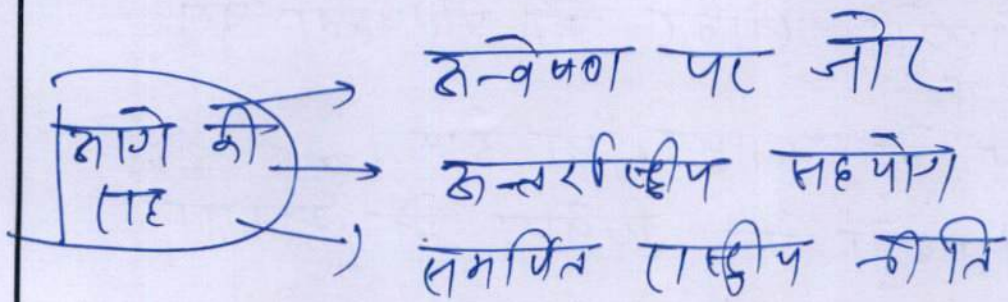 अन्वेषण पर जोर
आगे की
राह
अन्तर्राष्ट्रीय सहयोग
समर्पित राष्ट्रीय नीति